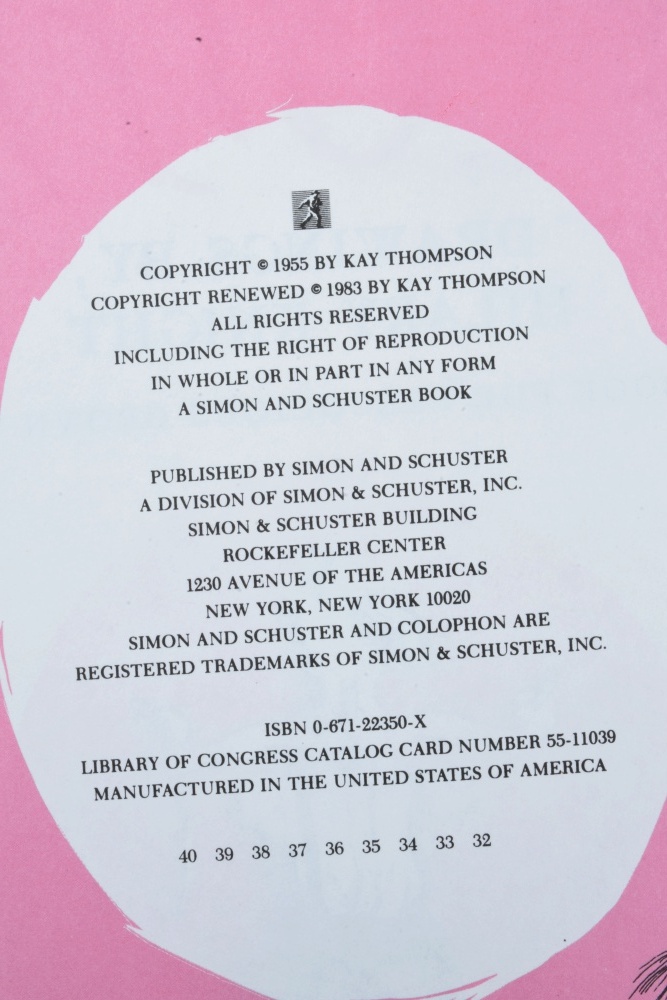 COPYRIGHT © 1955 BY KAY THOMPSON
COPYRIGHT RENEWED © 1983 BY KAY THOMPSON
ALL RIGHTS RESERVED
INCLUDING THE RIGHT OF REPRODUCTION
IN WHOLE OR IN PART IN ANY FORM
A SIMON AND SCHUSTER BOOK
PUBLISHED BY SIMON AND SCHUSTER
A DIVISION OF SIMON & SCHUSTER, INC.
SIMON & SCHUSTER BUILDING
ROCKEFELLER CENTER
1230 AVENUE OF THE AMERICAS
NEW YORK, NEW YORK 10020
SIMON AND SCHUSTER AND COLOPHON ARE
REGISTERED TRADEMARKS OF SIMON & SCHUSTER, INC.
ISBN 0-671-22350-X
LIBRARY OF CONGRESS CATALOG CARD NUMBER 55-11039
MANUFACTURED IN THE UNITED STATES OF AMERICA
40 39 38 37 36 35 34 33 32